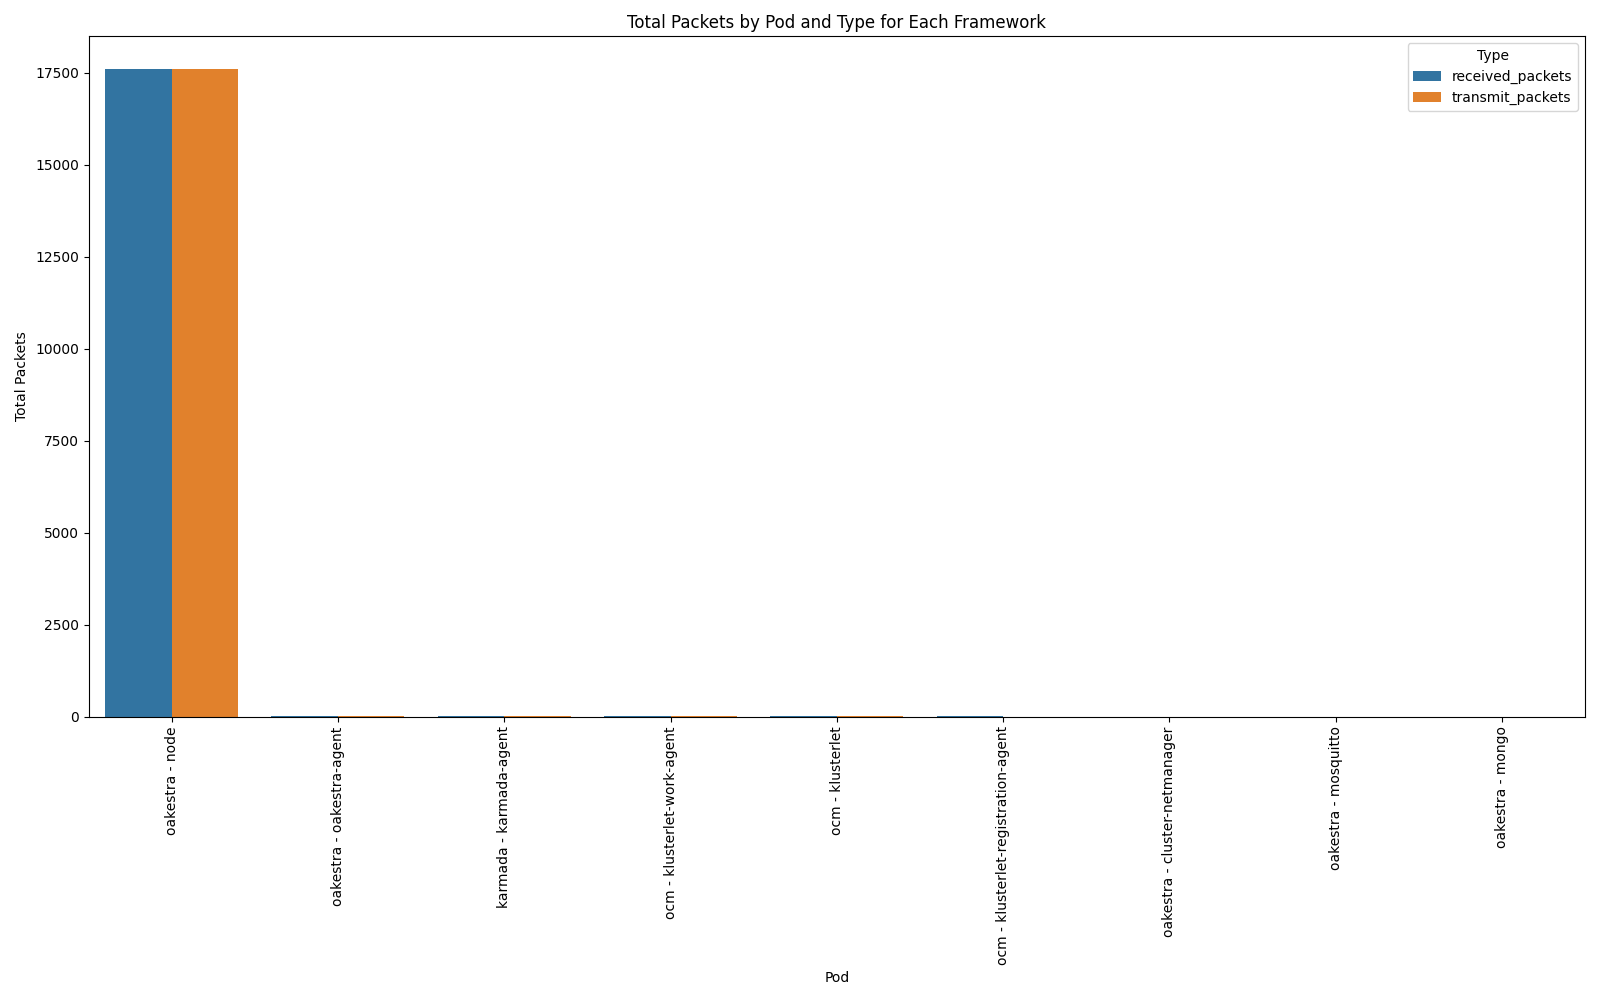 Total Packets by Pod and Type for Each Framework
Type
received_packets
transmit_packets
Total Packets
17500
15000
12500
10000
7500
5000
2500
0
oakestra - node
oakestra - oakestra-agent
karmada - karmada-agent
ocm - klusterlet-work-agent
ocm - klusterlet
ocm - klusterlet-registration-agent
oakestra - cluster-netmanager
oakestra - mosquitto
oakestra - mongo
Pod